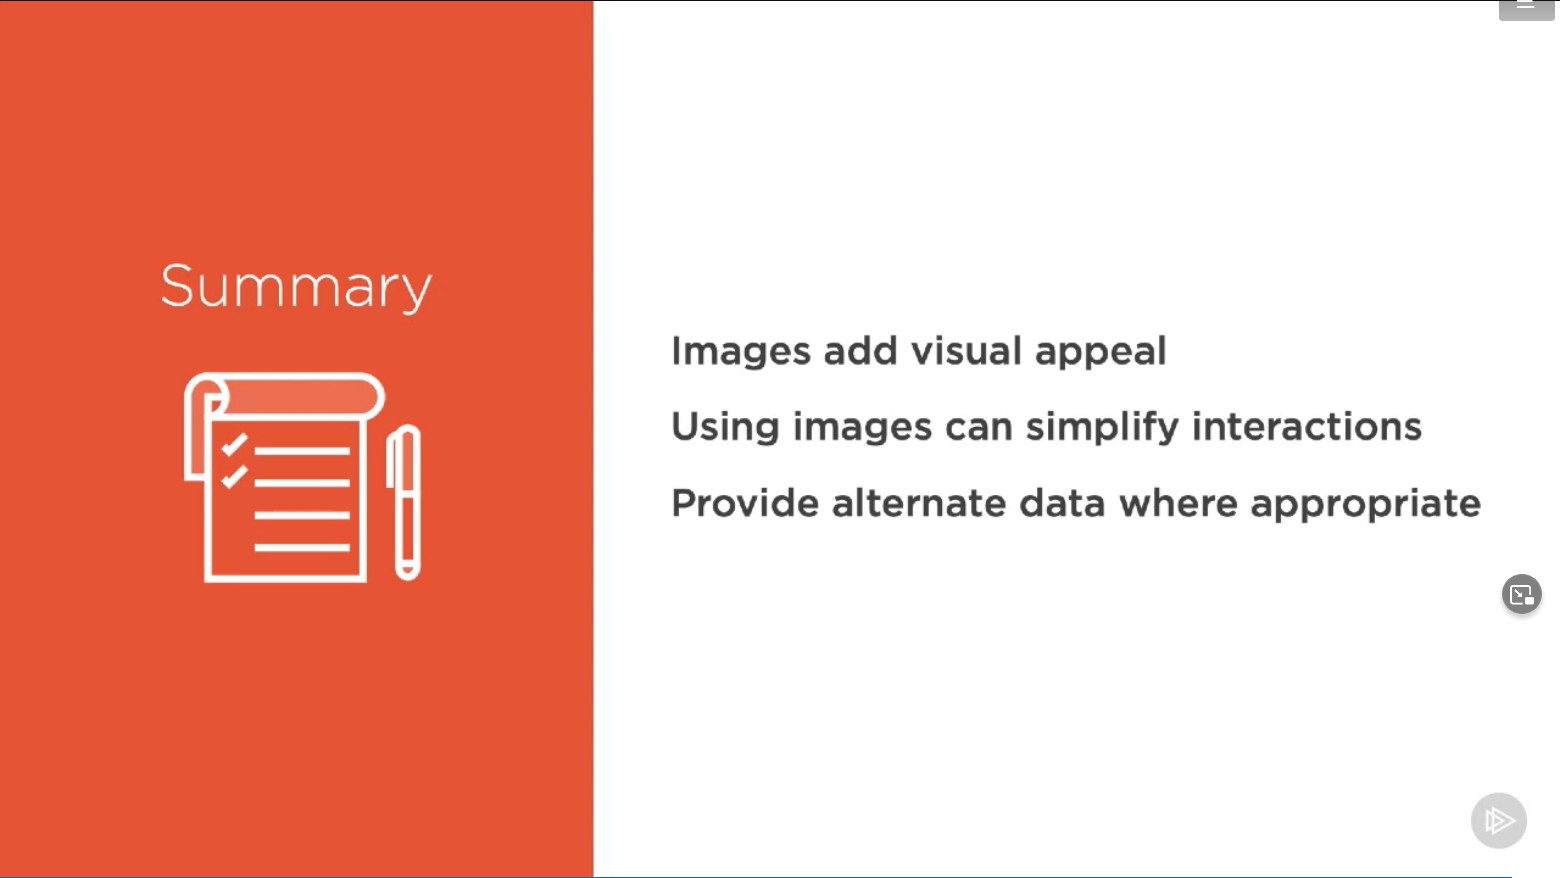 Summary
Images add visual appeal
Using images can simplify interactions
Provide alternate data where appropriate